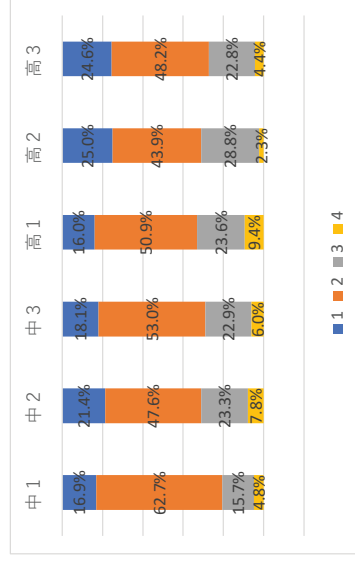 中1 16.9% 62.7% 15.7% 4.8%
中2 21.4% 47.6% 23.3% 7.8%
中3 18.1% 53.0% 22.9% 6.0%
高1 16.0% 50.9% 23.6% 9.4%
高2 25.0% 43.9% 28.8% 2.3%
高3 24.6% 48.2% 22.8% 4.4%
1 2 3 4